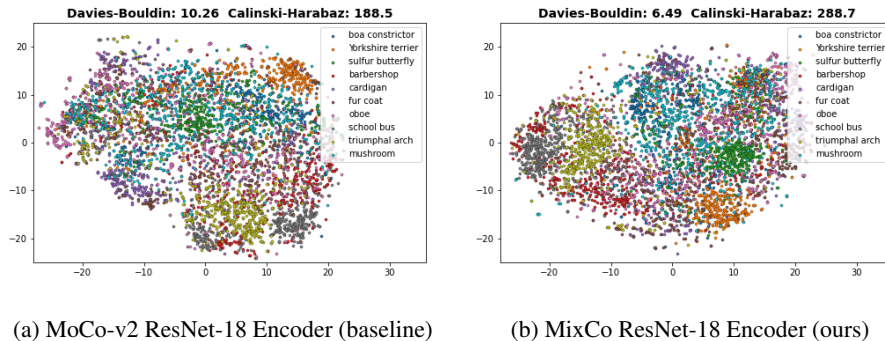 Davies-Bouldin: 10.26 Calinski-Harabaz: 188.5
20
10
0
−10
−20
−20
−10
0
10
20
30
boa constrictor
Yorkshire terrier
sulfur butterfly
barbershop
cardigan
fur coat
oboe
school bus
triumphal arch
mushroom
(a) MoCo-v2 ResNet-18 Encoder (baseline)
Davies-Bouldin: 6.49 Calinski-Harabaz: 288.7
20
10
0
−10
−20
−20
−10
0
10
20
30
boa constrictor
Yorkshire terrier
sulfur butterfly
barbershop
cardigan
fur coat
oboe
school bus
triumphal arch
mushroom
(b) MixCo ResNet-18 Encoder (ours)